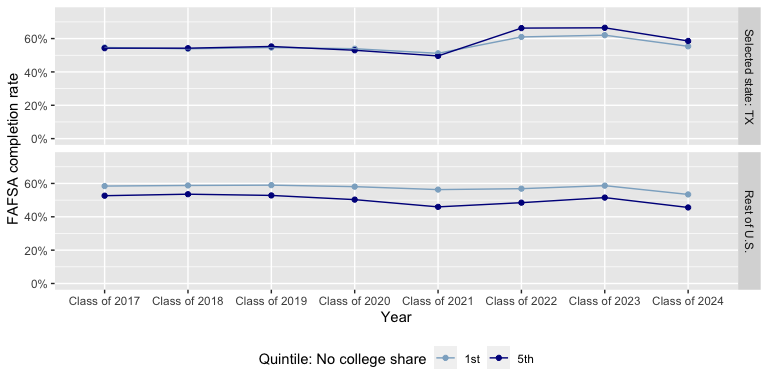 FAFSA completion rate
60%
40%
20%
0%
Selected state: TX
60%
40%
20%
0%
Rest of U.S.
Class of 2017 Class of 2018 Class of 2019 Class of 2020 Class of 2021 Class of 2022 Class of 2023 Class of 2024
Year
Quintile: No college share 1st 5th